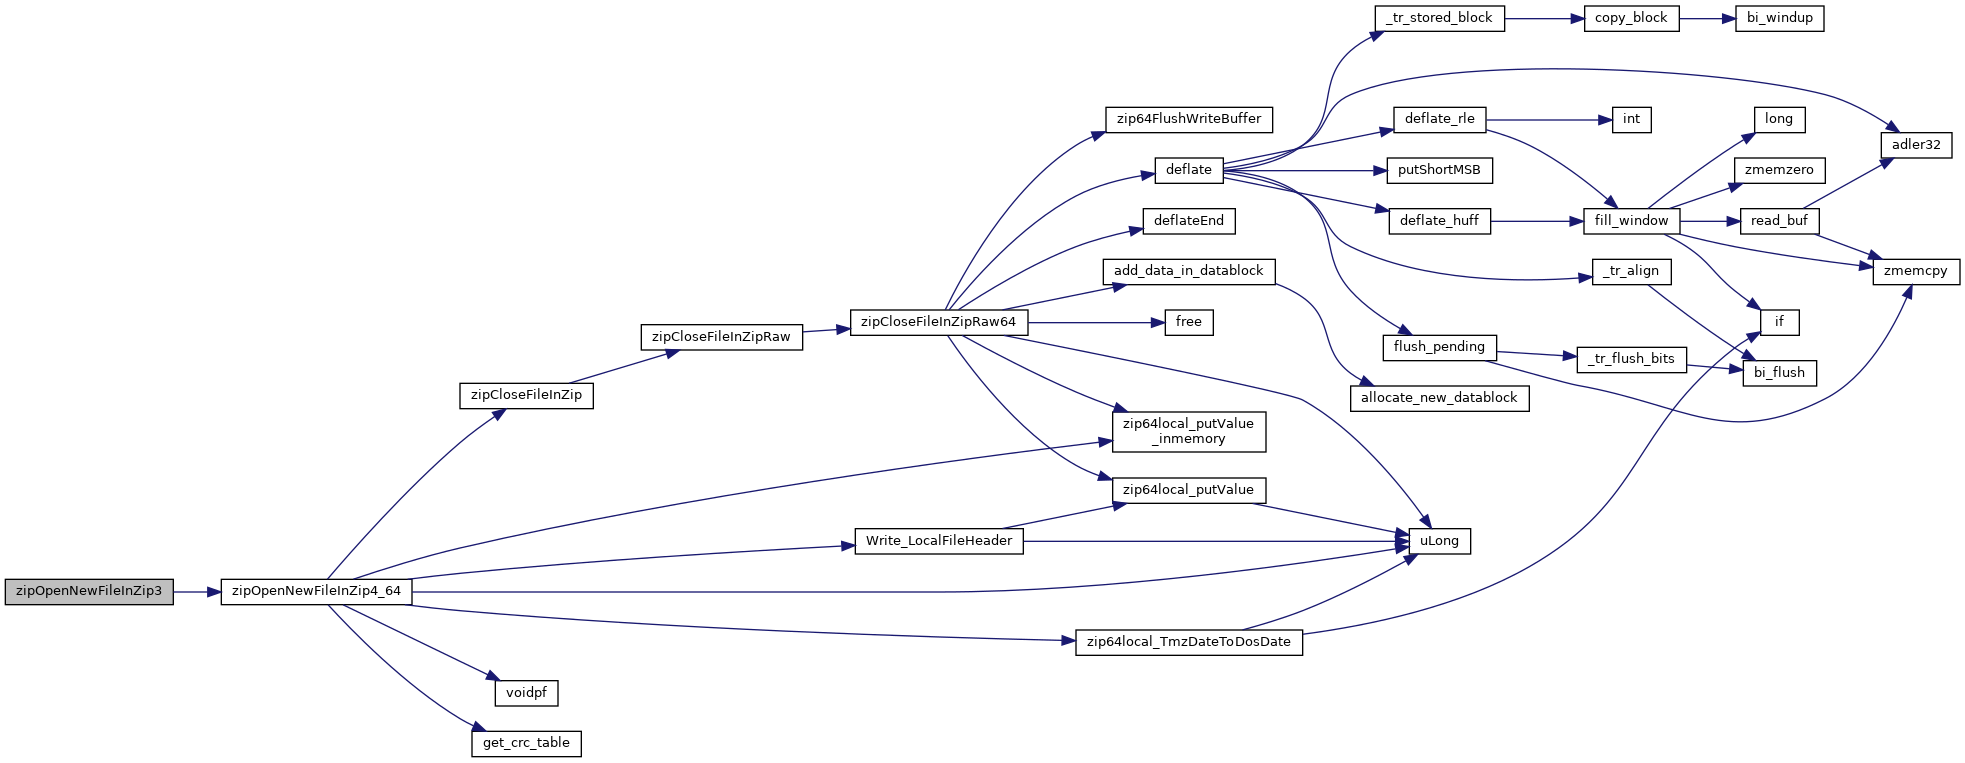 _tr_stored_block
copy_block
bi_windup
zip64FlushWriteBuffer
deflate_rle
int
long
adler32
deflate
putShortMSB
zmemzero
deflateEnd
deflate_huff
fill_window
read_buf
add_data_in_datablock
_tr_align
zmemcpy
zipCloseFileInZipRaw64
free
if
zipCloseFileInZipRaw
flush_pending
_tr_flush_bits
bi_flush
zipCloseFileInZip
allocate_new_datablock
zip64local_putValue
_inmemory
zip64local_putValue
Write_LocalFileHeader
uLong
zipOpenNewFileInZip3
zipOpenNewFileInZip4_64
zip64local_TmzDateToDosDate
voidpf
get_crc_table